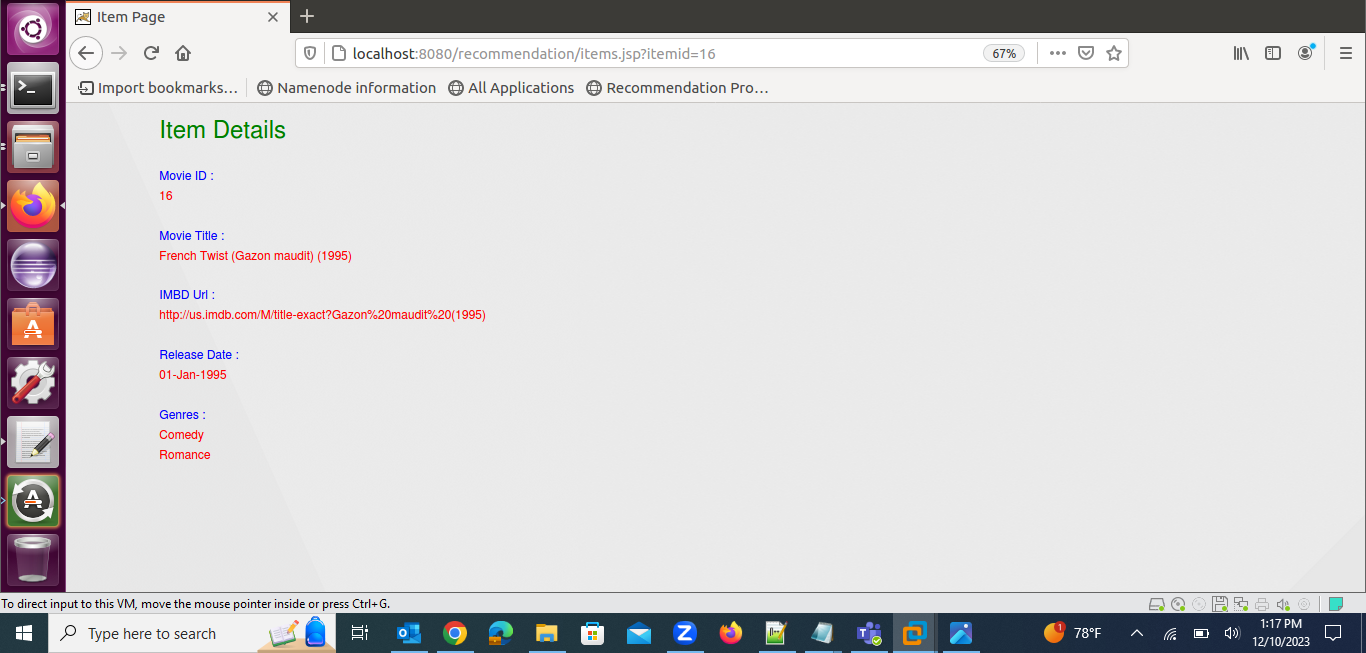 Item Page
localhost:8080/recommendation/items.jsp?itemid=16
67%
Import bookmarks…
Namenode information
All Applications
Recommendation Pro…
Item Details
Movie ID :
16
Movie Title :
French Twist (Gazon maudit) (1995)
IMBD Url :
http://us.imdb.com/M/title-exact?Gazon%20maudit%20(1995)
Release Date :
01-Jan-1995
Genres :
Comedy
Romance
To direct input to this VM, move the mouse pointer inside or press Ctrl+G.
Type here to search
1
78°F
1:17 PM
12/10/2023